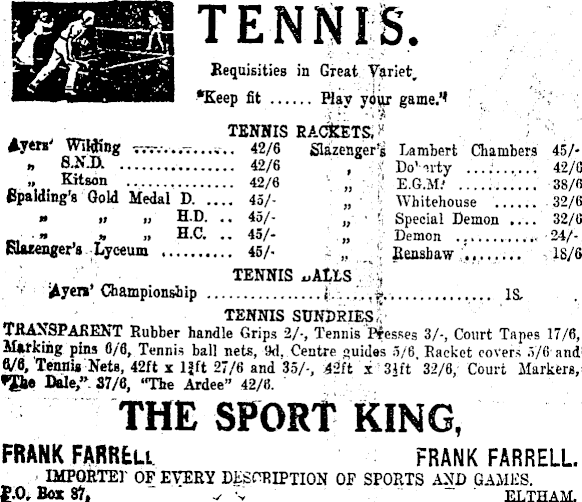 TENNIS.
Requisities in Great Variet.
"Keep fit ...... Play your game."
TENNIS RACKETS.
Ayers' Wilding ............ 42/6
„ S.N.D. ............ 42/6
„ Kitson ............ 42/6
Spalding's Gold Medal D. .... 45/-
„ „ „ H.D. .. 45/-
„ „ „ H.C. .. 45/-
Slazenger's Lyceum .......... 45/-
Slazenger's Lambert Chambers 45/-
„ Doherty ............ 42/6
„ E.G.M. ............ 38/6
„ Whitehouse ...... 32/6
„ Special Demon .... 32/6
„ Demon ............ 24/-
„ Renshaw ........ 18/6
TENNIS BALLS
Ayers' Championship ........................................ 18
TENNIS SUNDRIES
TRANSPARENT Rubber handle Grips 2/-, Tennis Presses 3/-, Court Tapes 17/6,
Marking pins 6/6, Tennis ball nets, 9d, Centre guides 5/6, Racket covers 5/6 and
6/6, Tennis Nets, 42ft x 1¾ft 27/6 and 35/-, 42ft x 3½ft 32/6, Court Markers,
"The Dale," 37/6, "The Ardee" 42/6.
THE SPORT KING,
FRANK FARRELL FRANK FARRELL.
IMPORTER OF EVERY DESCRIPTION OF SPORTS AND GAMES.
P.O. Box 87, ELTHAM.